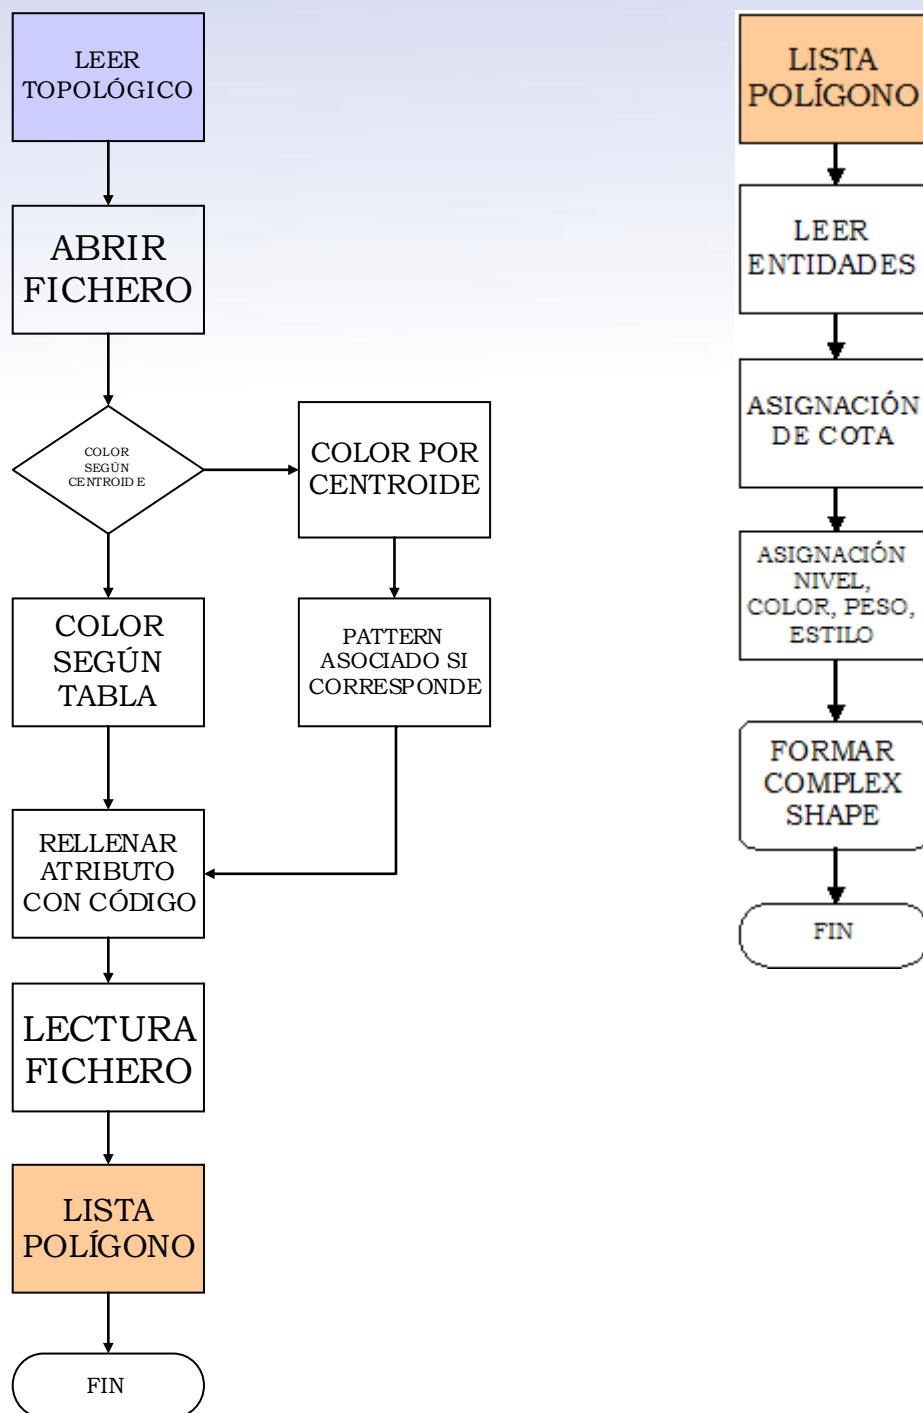 LEER
TOPOLÓGICO
ABRIR
FICHERO
COLOR
SEGÚN
CENTROIDE
COLOR POR
CENTROIDE
COLOR
SEGÚN
TABLA
PATTERN
ASOCIADO SI
CORRESPONDE
RELLENAR
ATRIBUTO
CON CÓDIGO
LECTURA
FICHERO
LISTA
POLÍGONO
FIN
LISTA
POLÍGONO
LEER
ENTIDADES
ASIGNACIÓN
DE COTA
ASIGNACIÓN
NIVEL,
COLOR, PESO,
ESTILO
FORMAR
COMPLEX
SHAPE
FIN